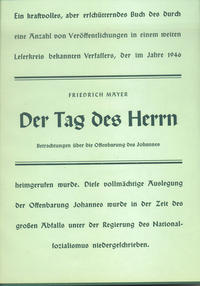 Ein kraftvolles, aber erschütterndes Buch des durch
eine Anzahl von Veröffentlichungen in einem weiten
Leserkreis bekannten Verfassers, der im Jahre 1946
FRIEDRICH MAYER
Der Tag des Herrn
Betrachtungen über die Offenbarung des Johannes
heimgerufen wurde. Diese vollmächtige Auslegung
der Offenbarung Johannes wurde in der Zeit des
großen Abfalls unter der Regierung des National-
sozialismus niedergeschrieben.